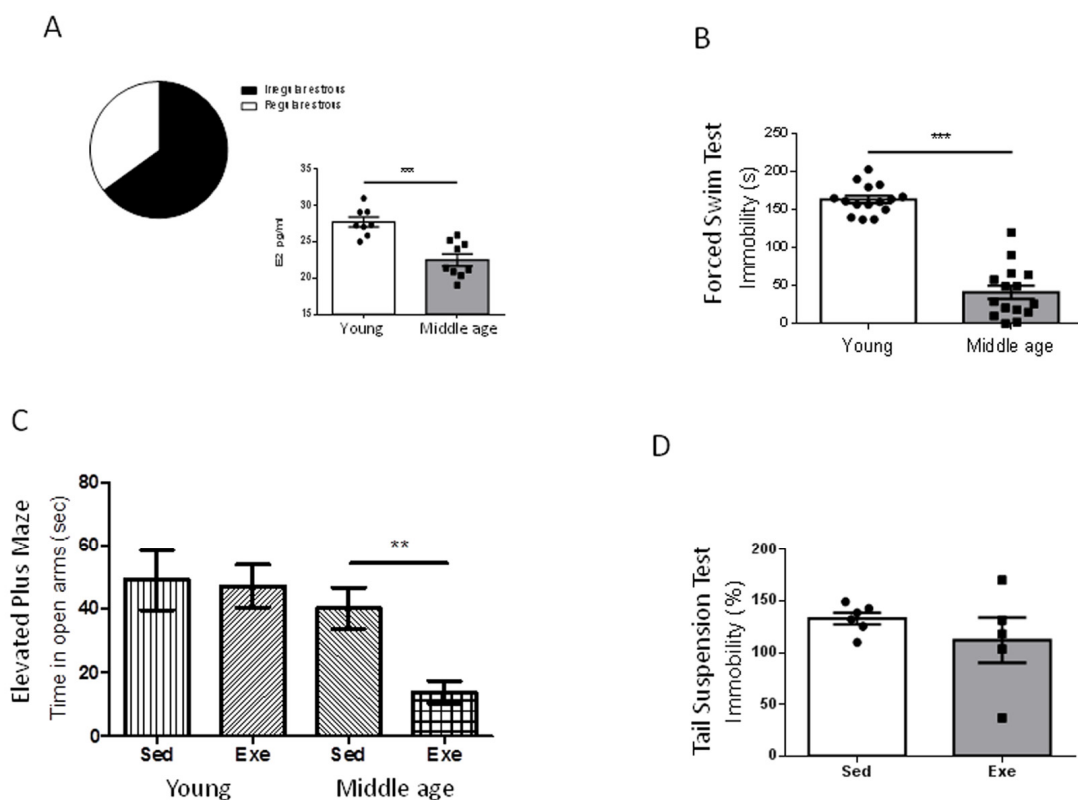 A
Irregular estrous
Regular estrous
***
35
30
25
20
15
E2 pg/ml
Young Middle age
B
***
Forced Swim Test
Immobility (s)
250
200
150
100
50
0
Young Middle age
C
Elevated Plus Maze
Time in open arms (sec)
80
60
40
20
0
**
Sed Exe Sed Exe
Young Middle age
D
Tail Suspension Test
Immobility (%)
200
150
100
50
0
Sed Exe